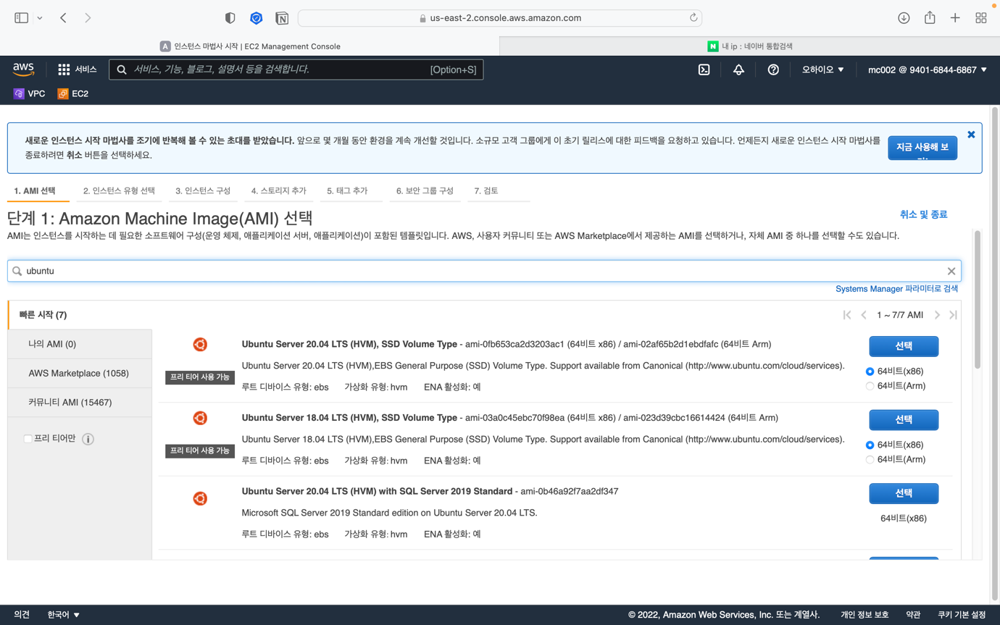 us-east-2.console.aws.amazon.com
A 인스턴스 마법사 시작 | EC2 Management Console
N 내 ip : 네이버 통합검색
aws
서비스
서비스, 기능, 블로그, 설명서 등을 검색합니다. [Option+S]
오하이오 ▼
mc002 @ 9401-6844-6867 ▼
VPC
EC2
새로운 인스턴스 시작 마법사를 조기에 반복해 볼 수 있는 초대를 받았습니다. 앞으로 몇 개월 동안 환경을 계속 개선할 것입니다. 소규모 고객 그룹에게 이 초기 릴리스에 대한 피드백을 요청하고 있습니다. 언제든지 새로운 인스턴스 시작 마법사를
종료하려면 취소 버튼을 선택하세요.
지금 사용해 보
1. AMI 선택
2. 인스턴스 유형 선택
3. 인스턴스 구성
4. 스토리지 추가
5. 태그 추가
6. 보안 그룹 구성
7. 검토
단계 1: Amazon Machine Image(AMI) 선택
취소 및 종료
AMI는 인스턴스를 시작하는 데 필요한 소프트웨어 구성(운영 체제, 애플리케이션 서버, 애플리케이션)이 포함된 템플릿입니다. AWS, 사용자 커뮤니티 또는 AWS Marketplace에서 제공하는 AMI를 선택하거나, 자체 AMI 중 하나를 선택할 수도 있습니다.
ubuntu
Systems Manager 파라미터로 검색
빠른 시작 (7)
1 ~ 7/7 AMI
나의 AMI (0)
AWS Marketplace (1058)
커뮤니티 AMI (15467)
프리 티어만
Ubuntu Server 20.04 LTS (HVM), SSD Volume Type - ami-0fb653ca2d3203ac1 (64비트 x86) / ami-02af65b2d1ebdfafc (64비트 Arm)
프리 티어 사용 가능
Ubuntu Server 20.04 LTS (HVM),EBS General Purpose (SSD) Volume Type. Support available from Canonical (http://www.ubuntu.com/cloud/services).
루트 디바이스 유형: ebs 가상화 유형: hvm ENA 활성화: 예
선택
64비트(x86)
64비트(Arm)
Ubuntu Server 18.04 LTS (HVM), SSD Volume Type - ami-03a0c45ebc70f98ea (64비트 x86) / ami-023d39cbc16614424 (64비트 Arm)
프리 티어 사용 가능
Ubuntu Server 18.04 LTS (HVM),EBS General Purpose (SSD) Volume Type. Support available from Canonical (http://www.ubuntu.com/cloud/services).
루트 디바이스 유형: ebs 가상화 유형: hvm ENA 활성화: 예
선택
64비트(x86)
64비트(Arm)
Ubuntu Server 20.04 LTS (HVM) with SQL Server 2019 Standard - ami-0b46a92f7aa2df347
Microsoft SQL Server 2019 Standard edition on Ubuntu Server 20.04 LTS.
루트 디바이스 유형: ebs 가상화 유형: hvm ENA 활성화: 예
선택
64비트(x86)
의견
한국어 ▼
© 2022, Amazon Web Services, Inc. 또는 계열사.
개인 정보 보호
약관
쿠키 기본 설정